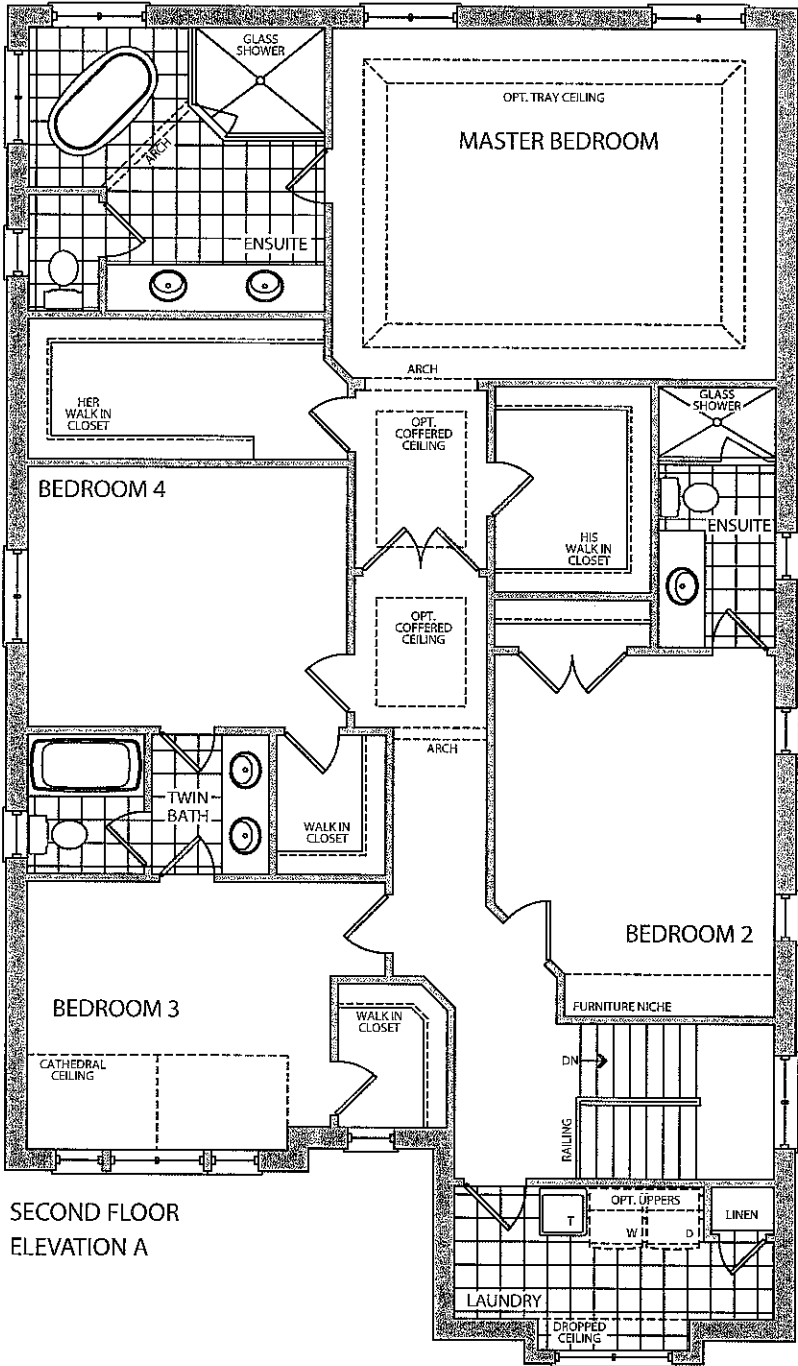 GLASS
SHOWER
OPT. TRAY CEILING
MASTER BEDROOM
ARCH
ENSUITE
ARCH
HER
WALK IN
CLOSET
OPT.
COFFERED
CEILING
GLASS
SHOWER
BEDROOM 4
HIS
WALK IN
CLOSET
ENSUITE
OPT.
COFFERED
CEILING
ARCH
TWIN
BATH
WALK IN
CLOSET
BEDROOM 2
BEDROOM 3
WALK IN
CLOSET
FURNITURE NICHE
CATHEDRAL
CEILING
DN
RAILING
SECOND FLOOR
ELEVATION A
OPT. UPPERS
T
W
D
LINEN
LAUNDRY
DROPPED
CEILING